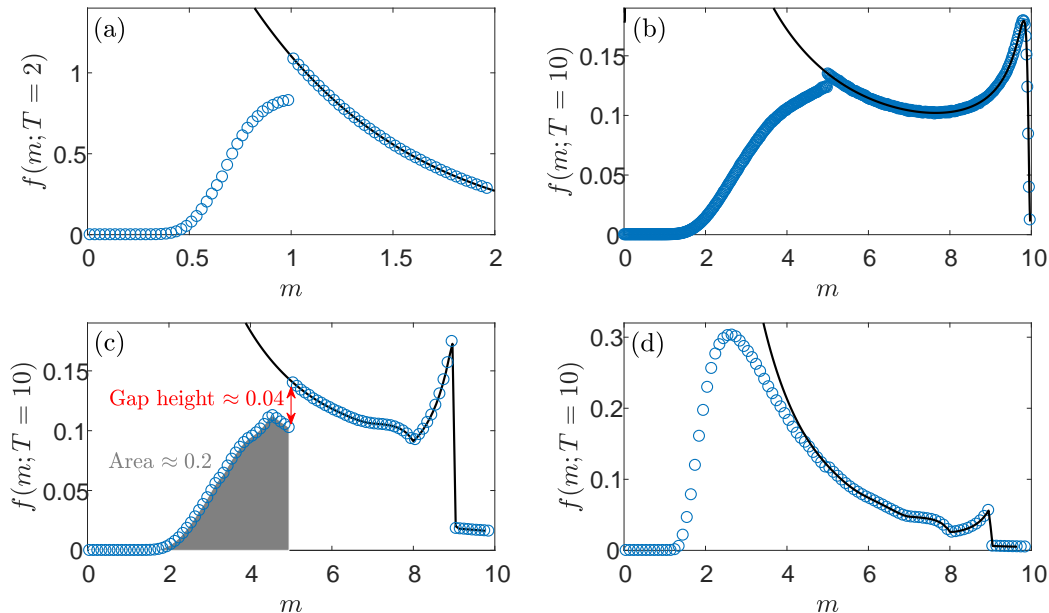 (a)
f(m; T = 2)
1
0.5
0
0 0.5 1 1.5 2
m
(b)
f(m; T = 10)
0.15
0.1
0.05
0
0 2 4 6 8 10
m
(c)
f(m; T = 10)
0.15
0.1
0.05
0
Gap height ≈ 0.04
Area ≈ 0.2
0 2 4 6 8 10
m
(d)
f(m; T = 10)
0.3
0.2
0.1
0
0 2 4 6 8 10
m